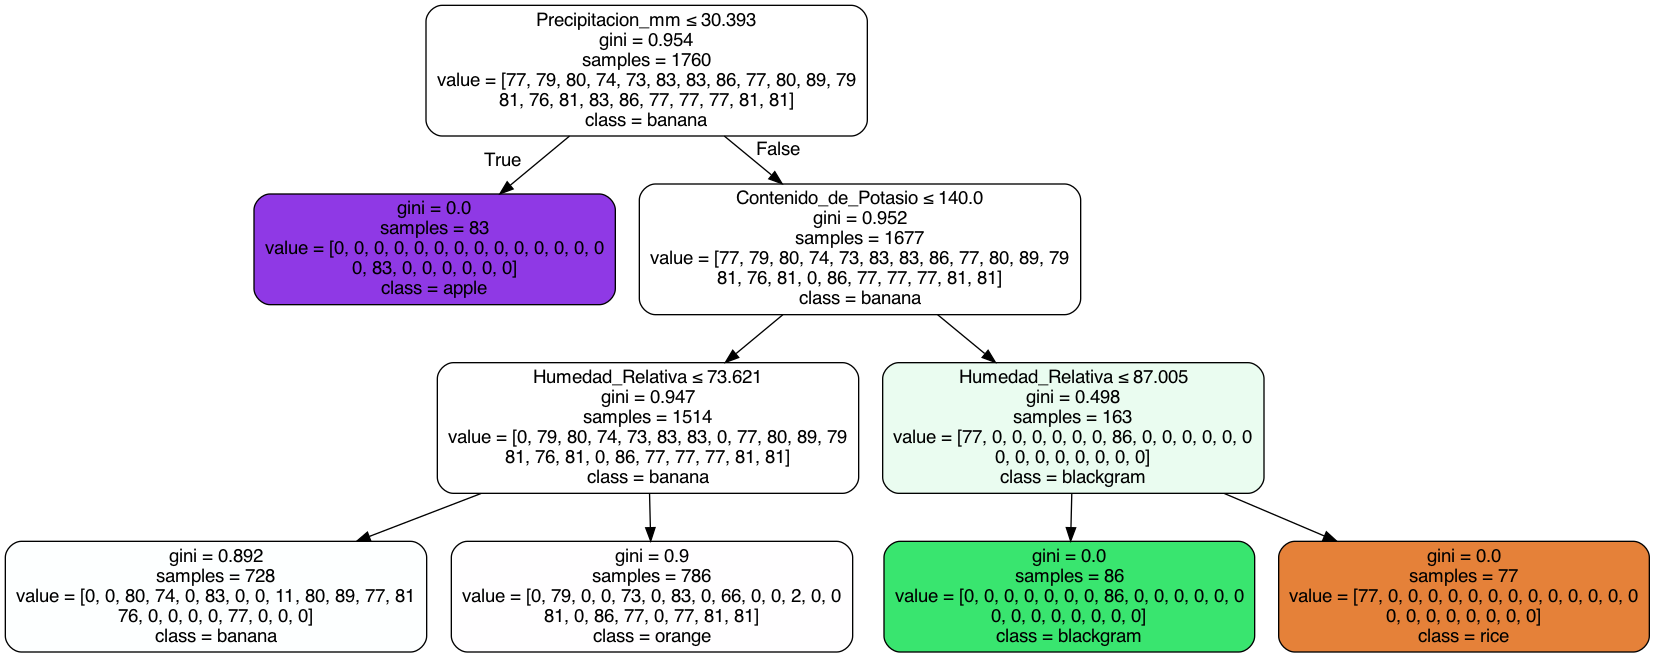 Precipitacion_mm ≤ 30.393
gini = 0.954
samples = 1760
value = [77, 79, 80, 74, 73, 83, 83, 86, 77, 80, 89, 79
81, 76, 81, 83, 86, 77, 77, 77, 81, 81]
class = banana
True
False
gini = 0.0
samples = 83
value = [0, 0, 0, 0, 0, 0, 0, 0, 0, 0, 0, 0, 0, 0
0, 83, 0, 0, 0, 0, 0, 0]
class = apple
Contenido_de_Potasio ≤ 140.0
gini = 0.952
samples = 1677
value = [77, 79, 80, 74, 73, 83, 83, 86, 77, 80, 89, 79
81, 76, 81, 0, 86, 77, 77, 77, 81, 81]
class = banana
Humedad_Relativa ≤ 73.621
gini = 0.947
samples = 1514
value = [0, 79, 80, 74, 73, 83, 83, 0, 77, 80, 89, 79
81, 76, 81, 0, 86, 77, 77, 77, 81, 81]
class = banana
Humedad_Relativa ≤ 87.005
gini = 0.498
samples = 163
value = [77, 0, 0, 0, 0, 0, 0, 86, 0, 0, 0, 0, 0, 0
0, 0, 0, 0, 0, 0, 0, 0]
class = blackgram
gini = 0.892
samples = 728
value = [0, 0, 80, 74, 0, 83, 0, 0, 11, 80, 89, 77, 81
76, 0, 0, 0, 0, 77, 0, 0, 0]
class = banana
gini = 0.9
samples = 786
value = [0, 79, 0, 0, 73, 0, 83, 0, 66, 0, 0, 2, 0, 0
81, 0, 86, 77, 0, 77, 81, 81]
class = orange
gini = 0.0
samples = 86
value = [0, 0, 0, 0, 0, 0, 0, 86, 0, 0, 0, 0, 0, 0
0, 0, 0, 0, 0, 0, 0, 0]
class = blackgram
gini = 0.0
samples = 77
value = [77, 0, 0, 0, 0, 0, 0, 0, 0, 0, 0, 0, 0, 0
0, 0, 0, 0, 0, 0, 0, 0]
class = rice